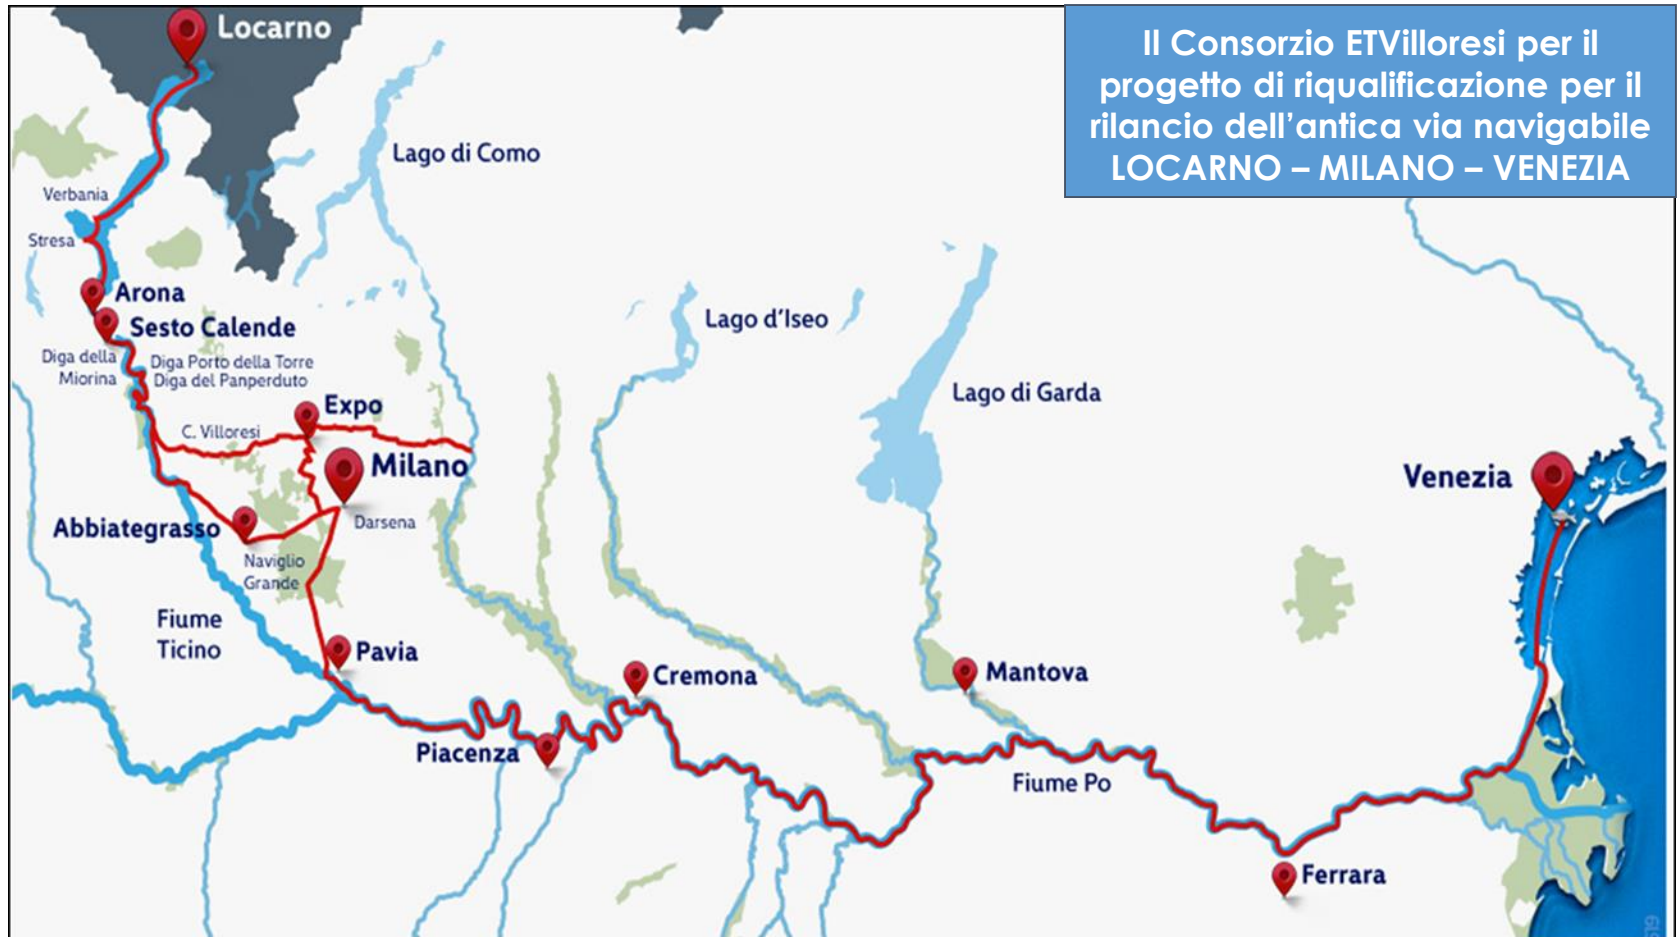 Locarno
Il Consorzio ETVilloresi per il
progetto di riqualificazione per il
rilancio dell'antica via navigabile
LOCARNO – MILANO – VENEZIA
Lago di Como
Verbania
Stresa
Arona
Sesto Calende
Lago d'Iseo
Diga della
Miorina
Diga Porto della Torre
Diga del Panperduto
Lago di Garda
Expo
C. Villoresi
Milano
Venezia
Abbiategrasso
Darsena
Naviglio
Grande
Fiume
Ticino
Pavia
Cremona
Mantova
Piacenza
Fiume Po
Ferrara